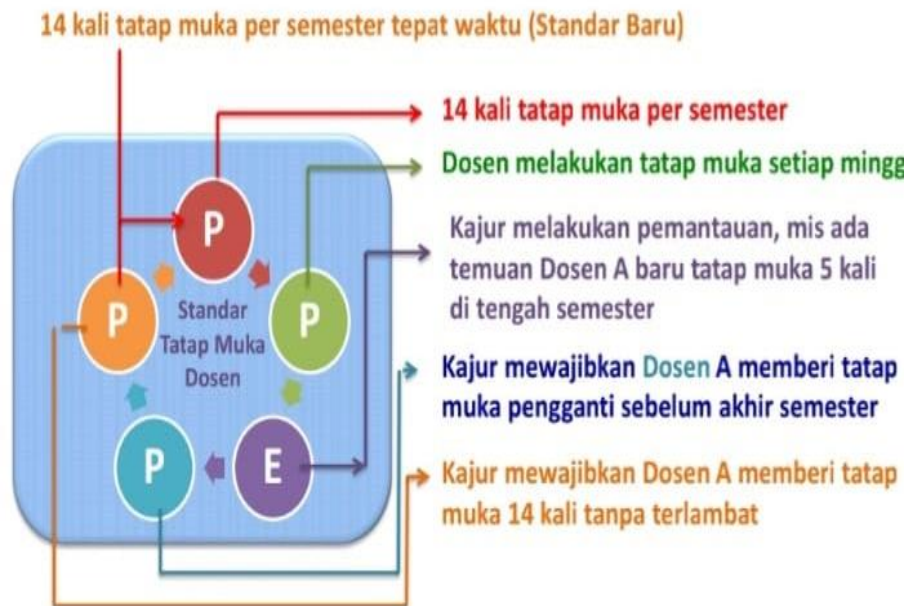 14 kali tatap muka per semester tepat waktu (Standar Baru)
14 kali tatap muka per semester
Dosen melakukan tatap muka setiap mingg
Kajur melakukan pemantauan, mis ada
temuan Dosen A baru tatap muka 5 kali
di tengah semester
Kajur mewajibkan Dosen A memberi tatap
muka pengganti sebelum akhir semester
Kajur mewajibkan Dosen A memberi tatap
muka 14 kali tanpa terlambat
P
P
P
Standar
Tatap Muka
Dosen
P
E